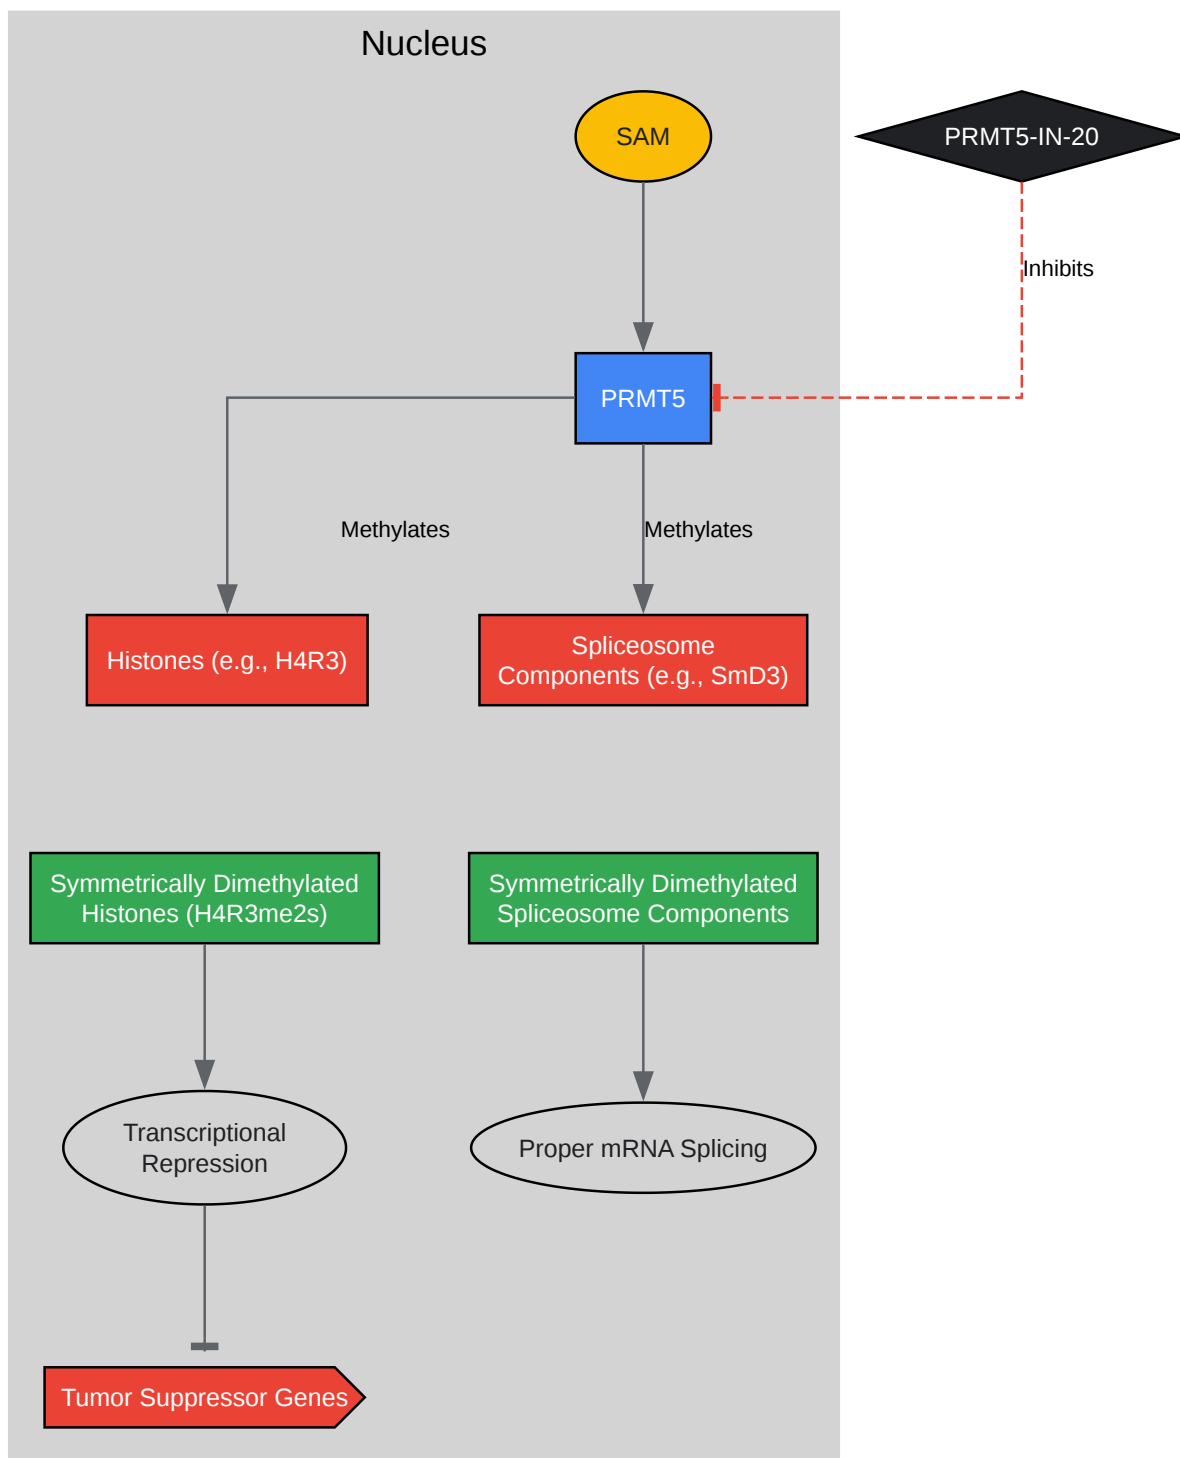 Nucleus
SAM
PRMT5-IN-20
Inhibits
PRMT5
Methylates
Methylates
Histones (e.g., H4R3)
Spliceosome
Components (e.g., SmD3)
Symmetrically Dimethylated
Histones (H4R3me2s)
Symmetrically Dimethylated
Spliceosome Components
Transcriptional
Repression
Proper mRNA Splicing
Tumor Suppressor Genes